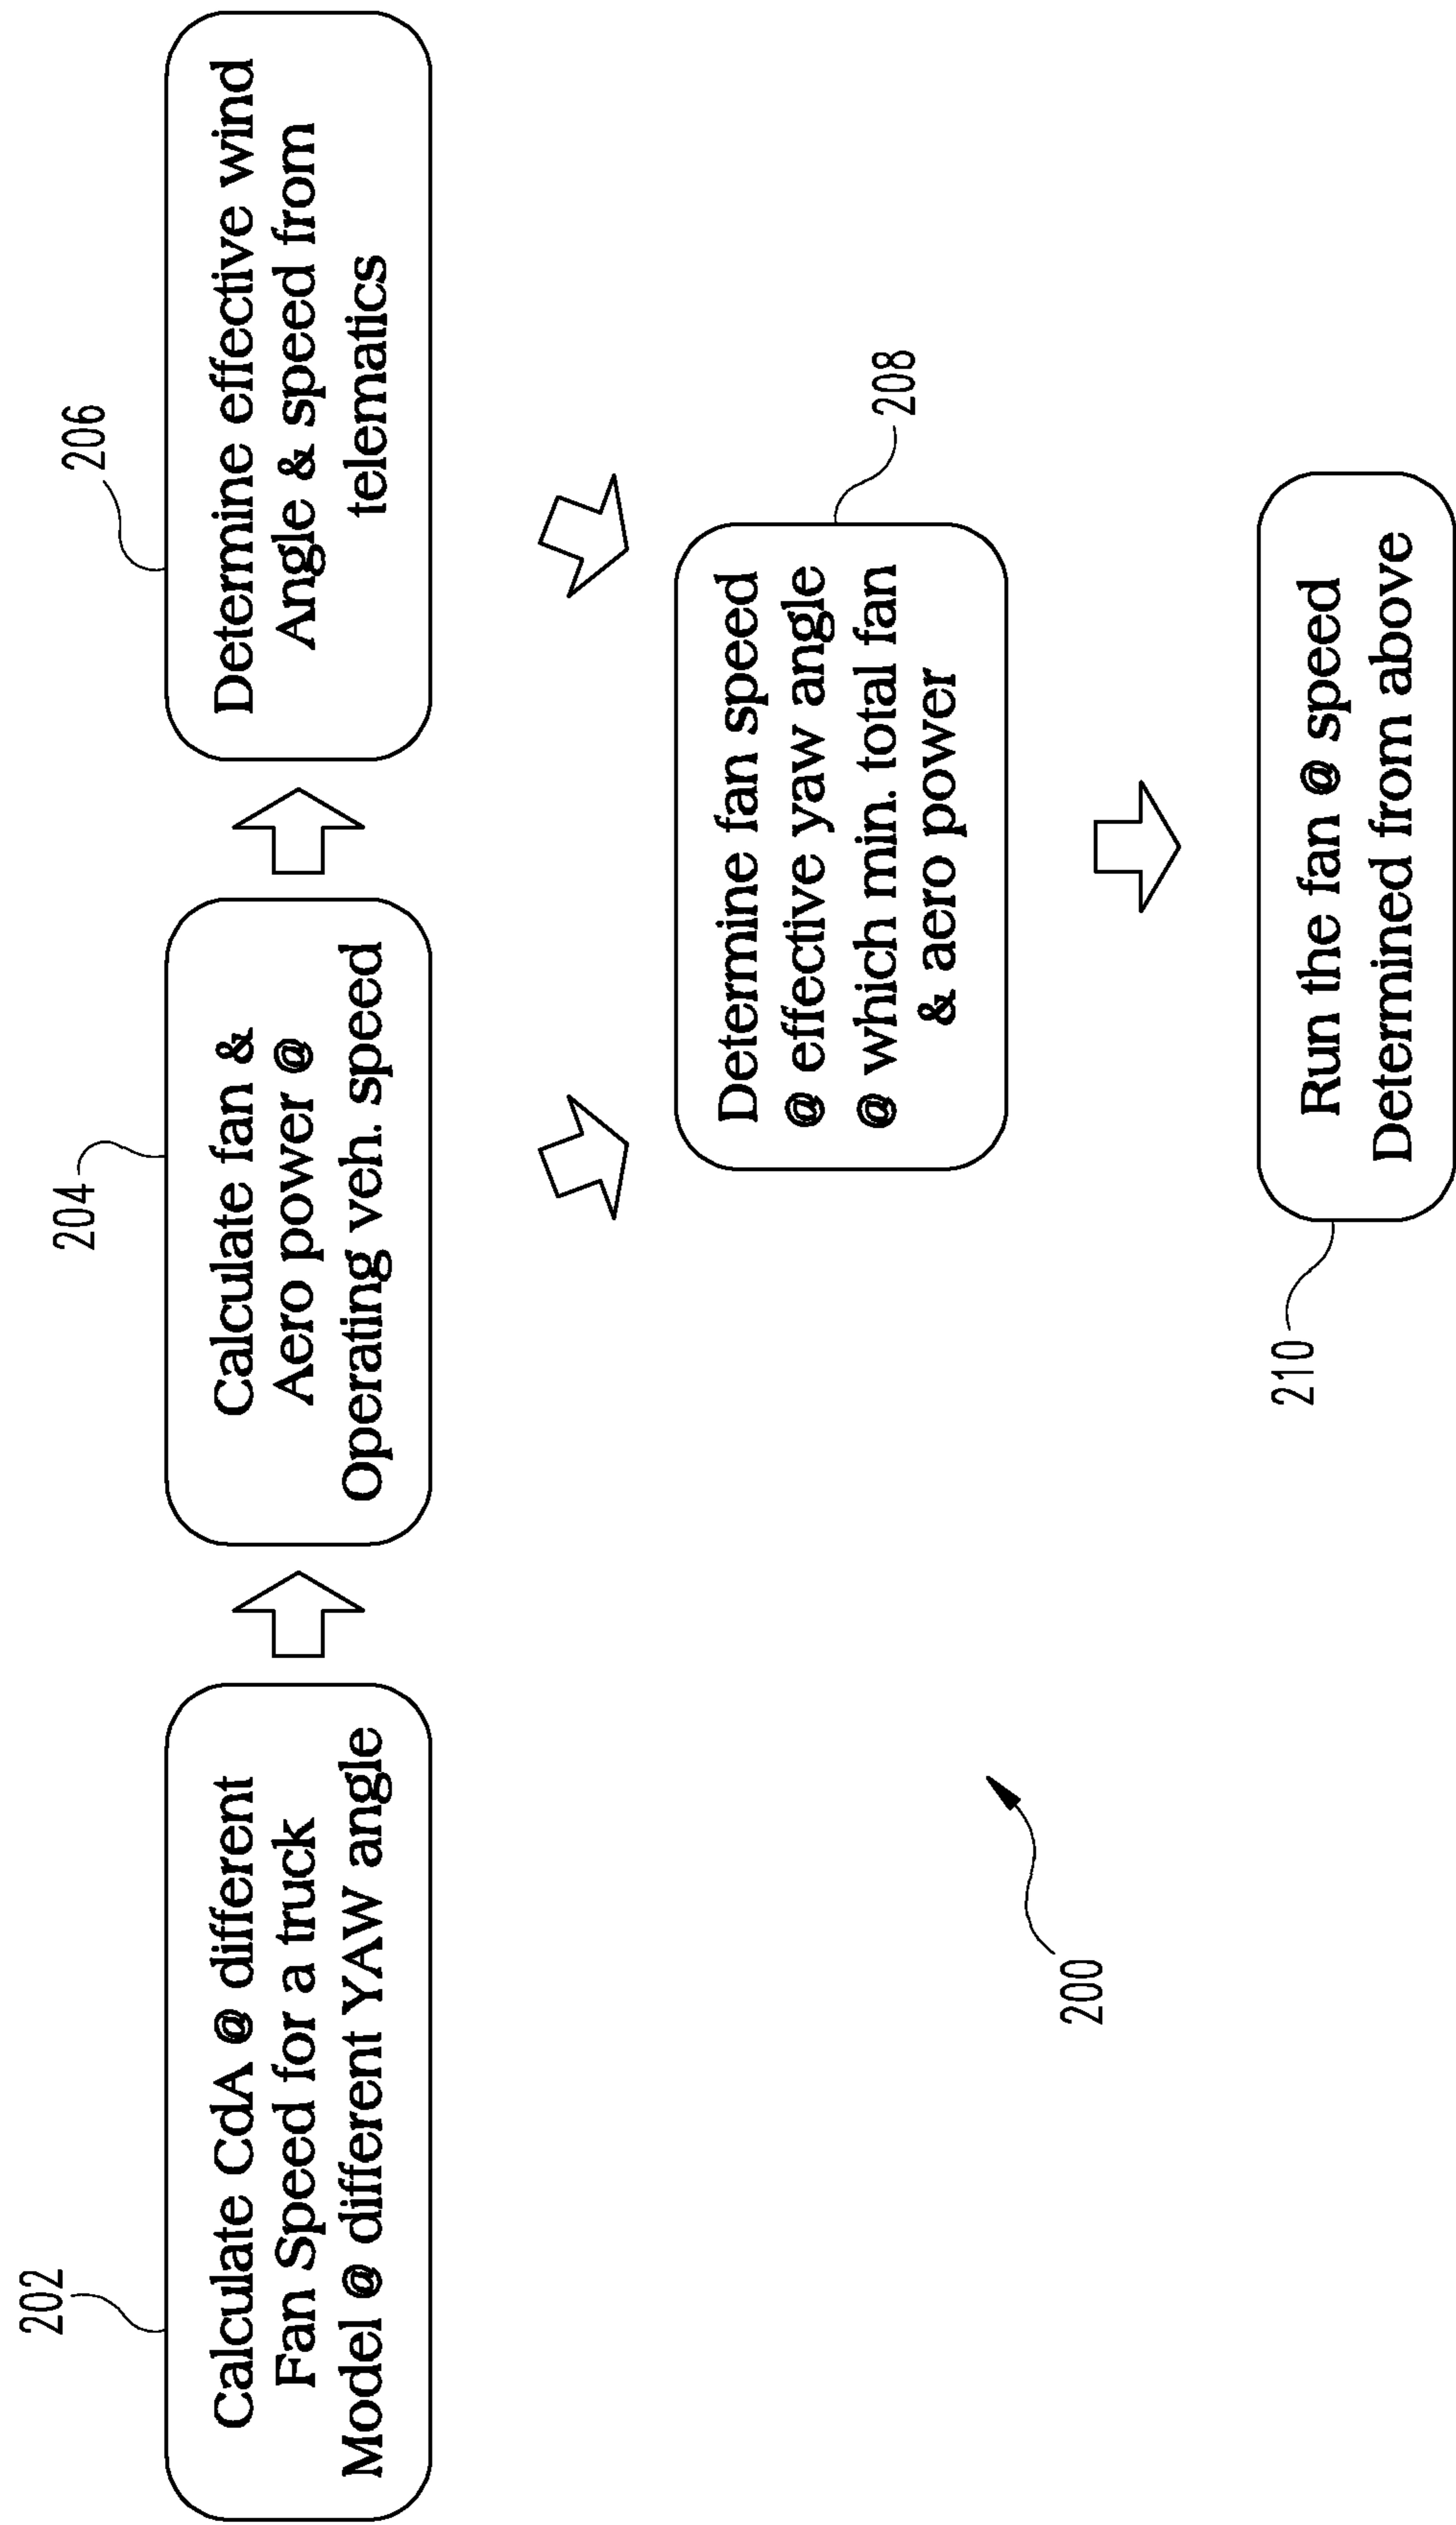 202
Calculate CdA @ different
Fan Speed for a truck
Model @ different YAW angle
204
Calculate fan &
Aero power @
Operating veh. speed
206
Determine effective wind
Angle & speed from
telematics
208
Determine fan speed
@ effective yaw angle
@ which min. total fan
& aero power
210
Run the fan @ speed
Determined from above
200